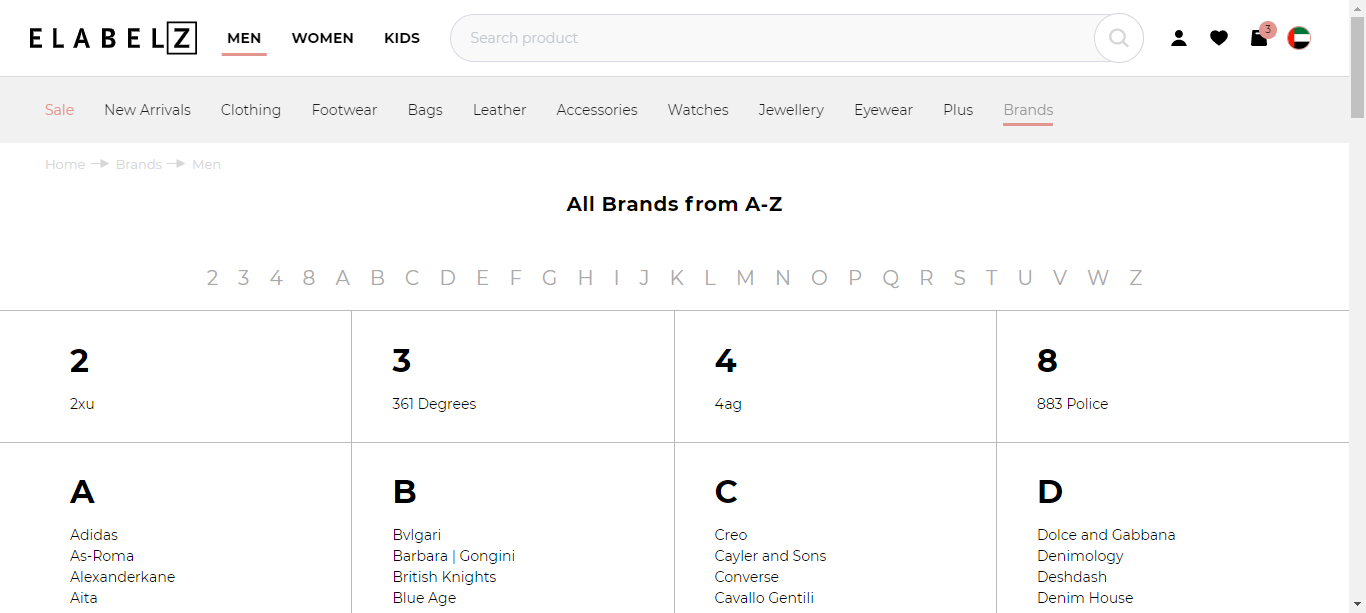 ELABELZ MEN WOMEN KIDS Search product 3
Sale New Arrivals Clothing Footwear Bags Leather Accessories Watches Jewellery Eyewear Plus Brands
Home Brands Men
All Brands from A-Z
2 3 4 8 A B C D E F G H I J K L M N O P Q R S T U V W Z
2 3 4 8
2xu 361 Degrees 4ag 883 Police
A B C D
Adidas Bvlgari Creo Dolce and Gabbana
As-Roma Barbara | Gongini Cayler and Sons Denimology
Alexanderkane British Knights Converse Deshdash
Aita Blue Age Cavallo Gentili Denim House